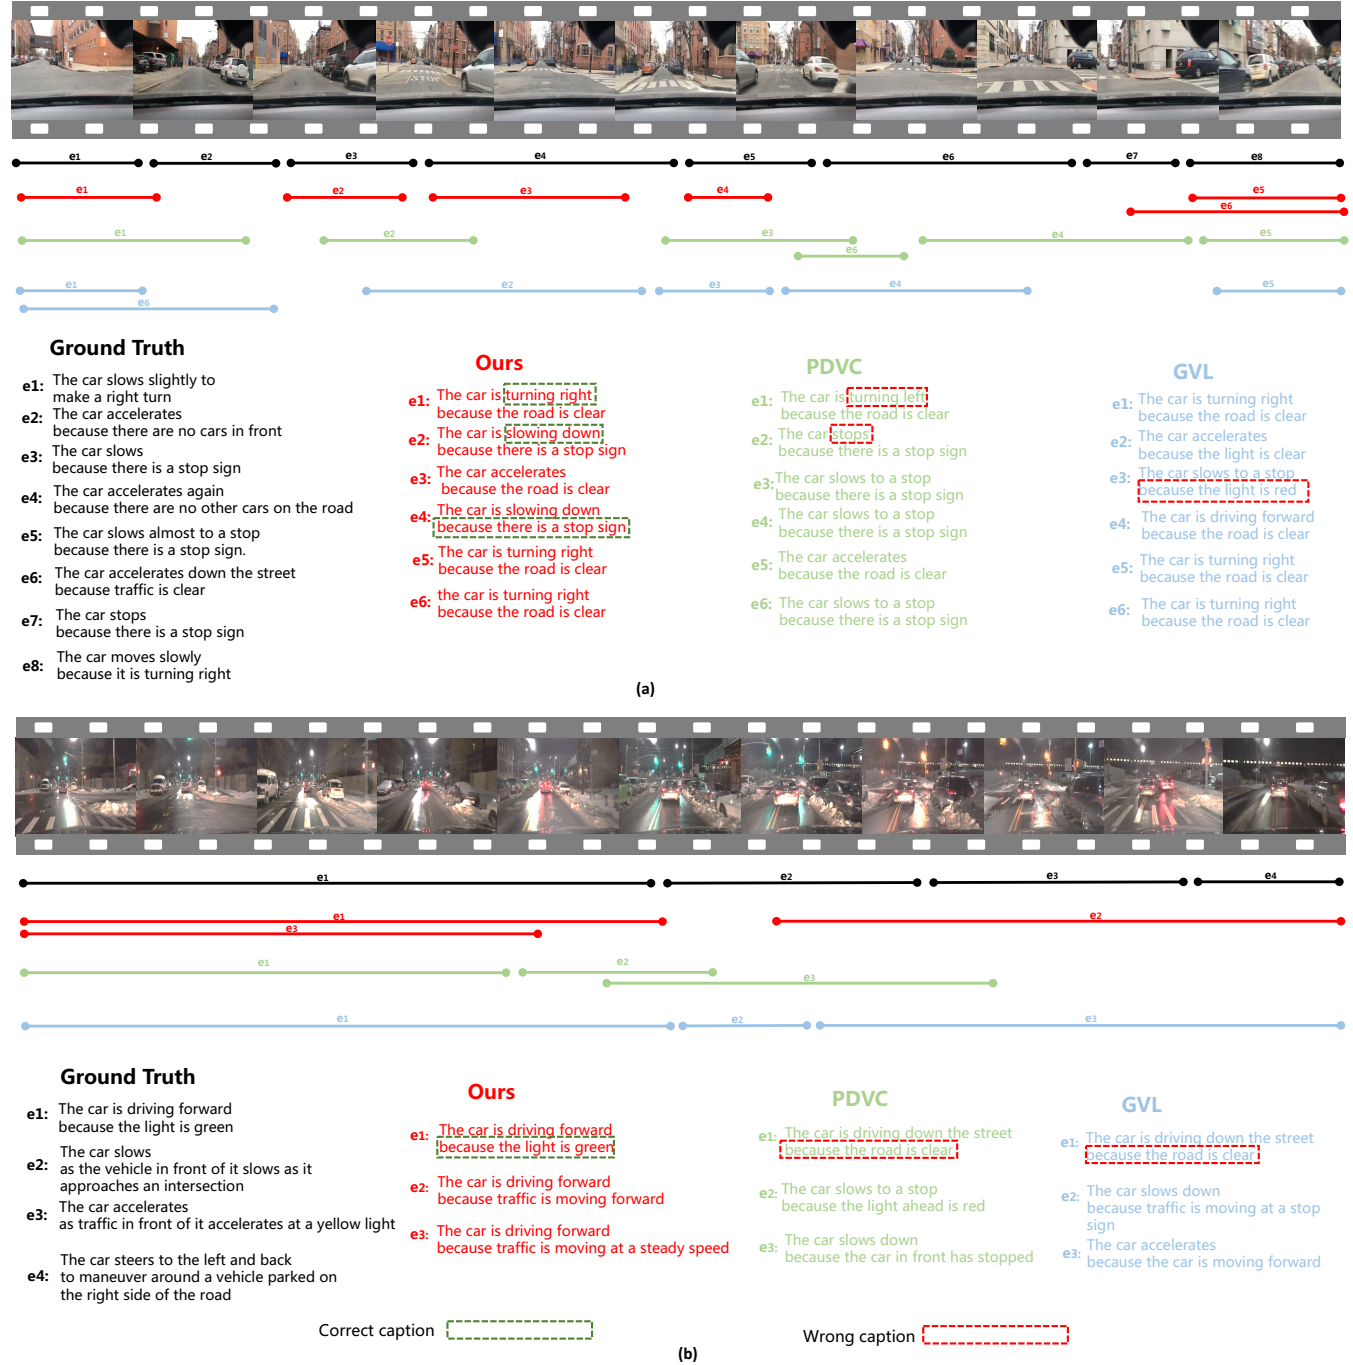 e1 e2 e3 e4 e5 e6 e7 e8
e1 e2 e3 e4 e5
e6
e1 e2 e3 e4 e5
e6
e1 e2 e3 e4 e5
e6
Ground Truth
e1: The car slows slightly to
make a right turn
e2: The car accelerates
because there are no cars in front
e3: The car slows
because there is a stop sign
e4: The car accelerates again
because there are no other cars on the road
e5: The car slows almost to a stop
because there is a stop sign.
e6: The car accelerates down the street
because traffic is clear
e7: The car stops
because there is a stop sign
e8: The car moves slowly
because it is turning right
Ours
e1: The car is turning right
because the road is clear
e2: The car is slowing down
because there is a stop sign
e3: The car accelerates
because the road is clear
e4: The car is slowing down
because there is a stop sign
e5: The car is turning right
because the road is clear
e6: the car is turning right
because the road is clear
PDVC
e1: The car is turning left
because the road is clear
e2: The car stops
because there is a stop sign
e3: The car slows to a stop
because there is a stop sign
e4: The car slows to a stop
because there is a stop sign
e5: The car accelerates
because the road is clear
e6: The car slows to a stop
because there is a stop sign
GVL
e1: The car is turning right
because the road is clear
e2: The car accelerates
because the light is clear
e3: The car slows to a stop
because the light is red
e4: The car is driving forward
because the road is clear
e5: The car is turning right
because the road is clear
e6: The car is turning right
because the road is clear
(a)
e1 e2 e3 e4
e1 e2
e3
e1 e2
e3
e1 e2 e3
Ground Truth
e1: The car is driving forward
because the light is green
e2: The car slows
as the vehicle in front of it slows as it
approaches an intersection
e3: The car accelerates
as traffic in front of it accelerates at a yellow light
e4: The car steers to the left and back
to maneuver around a vehicle parked on
the right side of the road
Ours
e1: The car is driving forward
because the light is green
e2: The car is driving forward
because traffic is moving forward
e3: The car is driving forward
because traffic is moving at a steady speed
PDVC
e1: The car is driving down the street
because the road is clear
e2: The car slows to a stop
because the light ahead is red
e3: The car slows down
because the car in front has stopped
GVL
e1: The car is driving down the street
because the road is clear
e2: The car slows down
because traffic is moving at a stop
sign
e3: The car accelerates
because the car is moving forward
Correct caption
Wrong caption
(b)